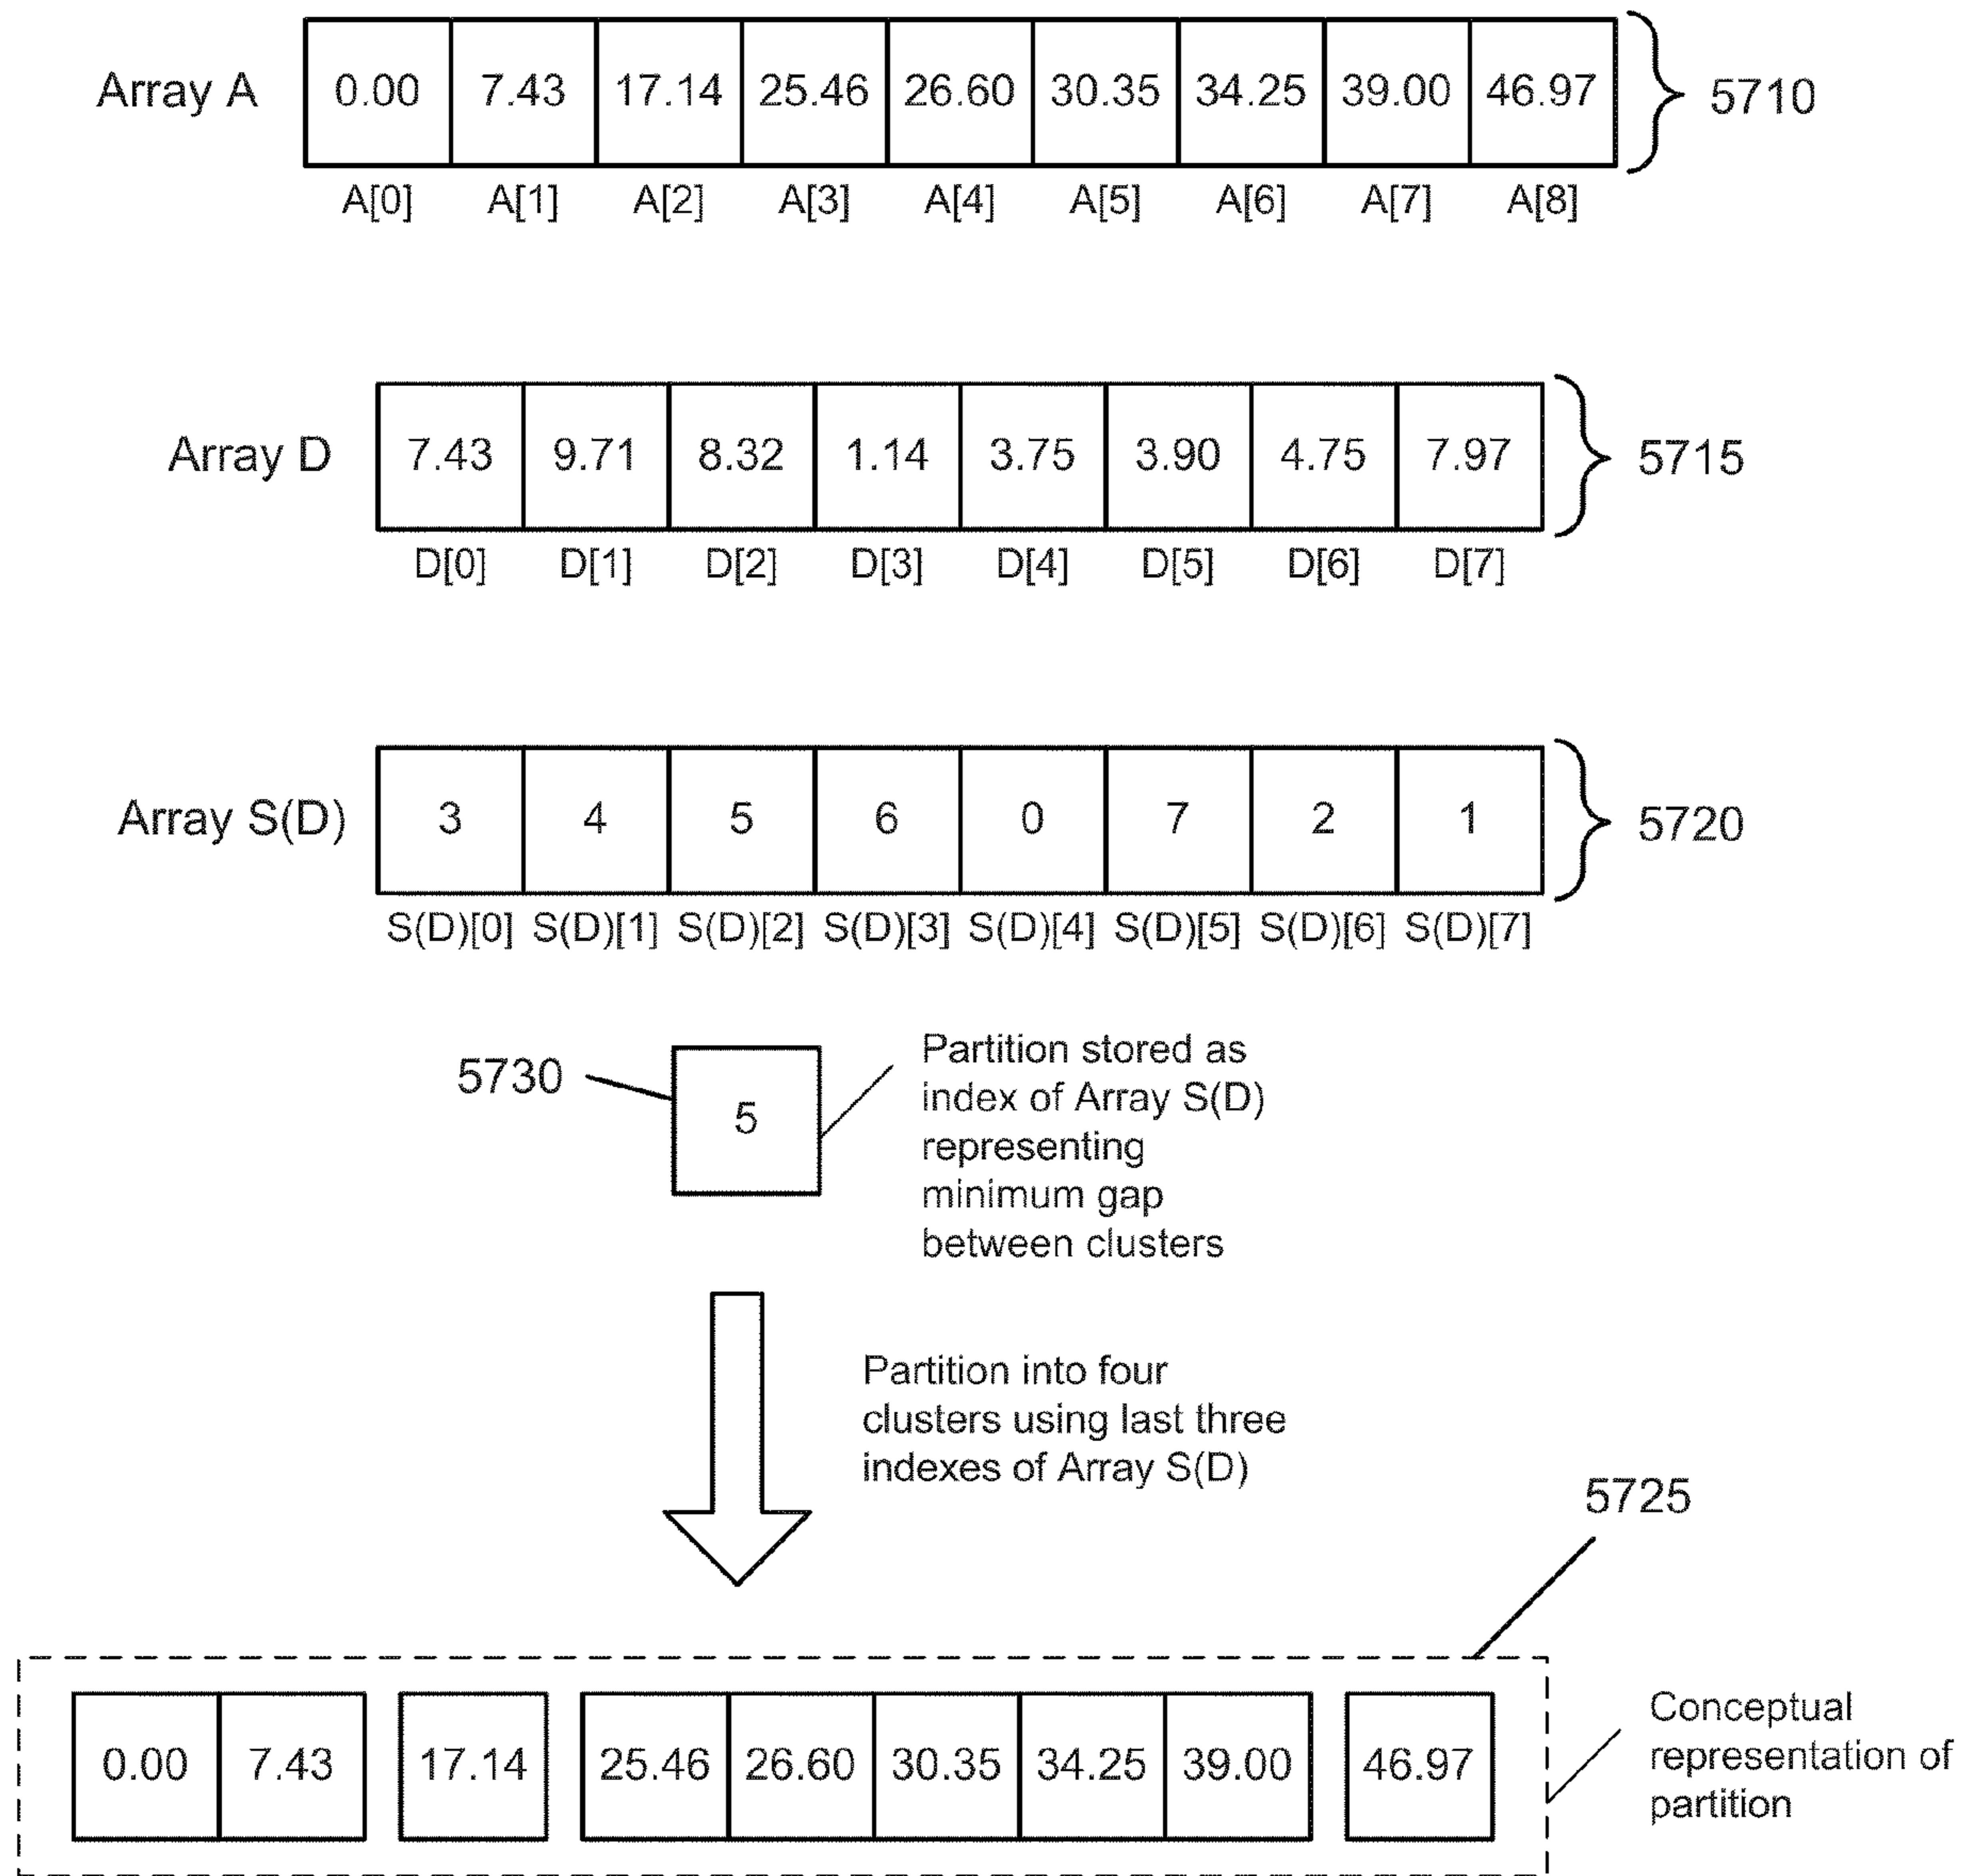 Array A 0.00 7.43 17.14 25.46 26.60 30.35 34.25 39.00 46.97 5710
A[0] A[1] A[2] A[3] A[4] A[5] A[6] A[7] A[8]
Array D 7.43 9.71 8.32 1.14 3.75 3.90 4.75 7.97 5715
D[0] D[1] D[2] D[3] D[4] D[5] D[6] D[7]
Array S(D) 3 4 5 6 0 7 2 1 5720
S(D)[0] S(D)[1] S(D)[2] S(D)[3] S(D)[4] S(D)[5] S(D)[6] S(D)[7]
5730
5
Partition stored as
index of Array S(D)
representing
minimum gap
between clusters
Partition into four
clusters using last three
indexes of Array S(D)
5725
0.00 7.43 17.14 25.46 26.60 30.35 34.25 39.00 46.97
Conceptual
representation of
partition